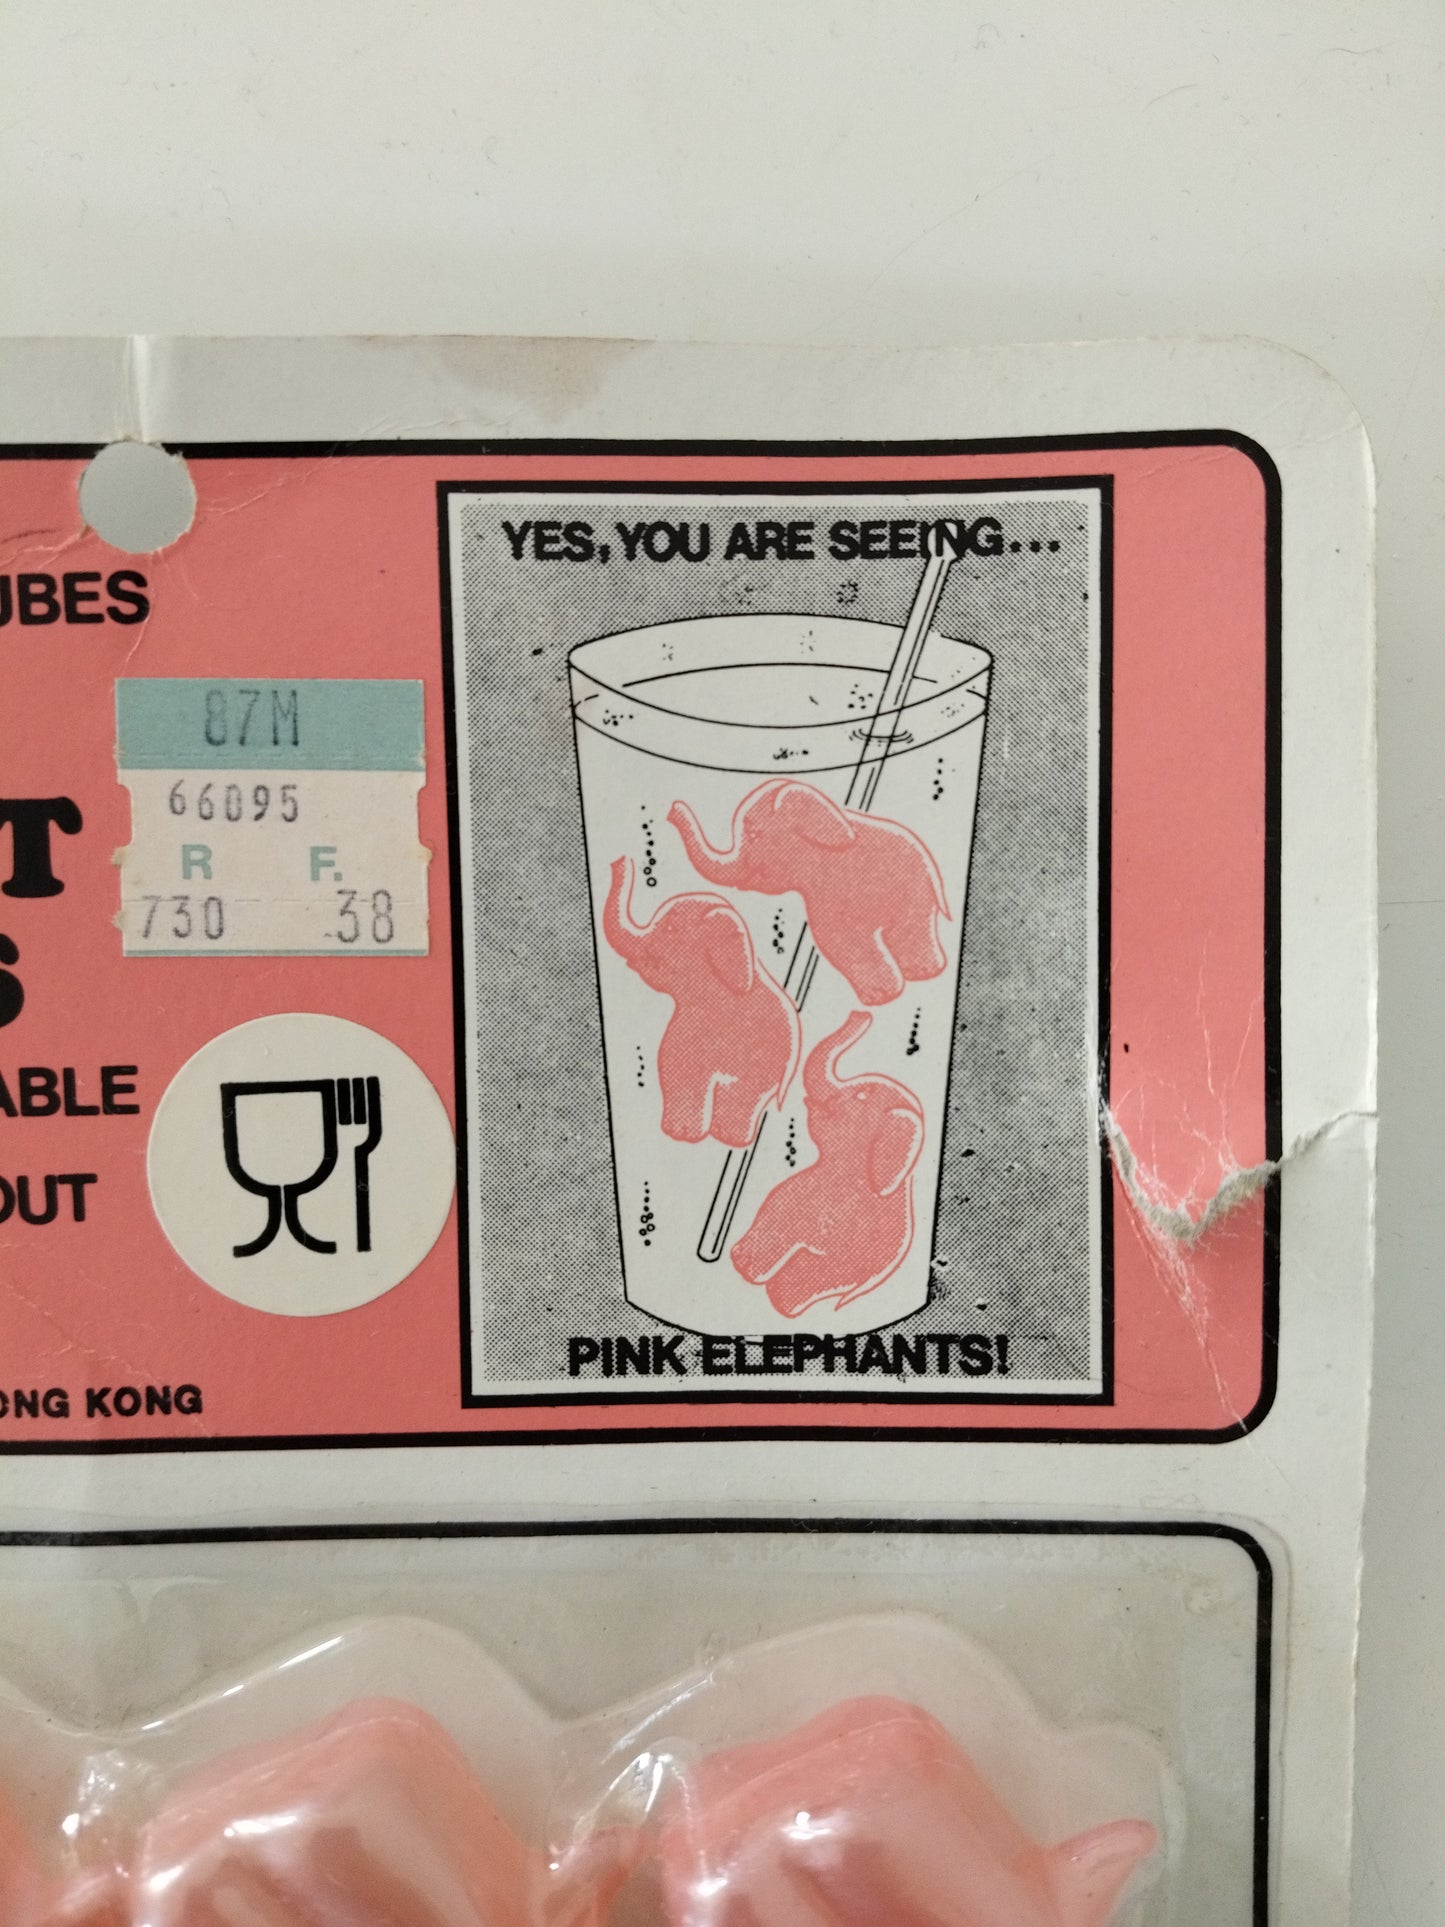 YES, YOU ARE SEEING...
UBES
87M
66095
R F.
730 38
T
S
ABLE
OUT
PINK ELEPHANTS!
ONG KONG